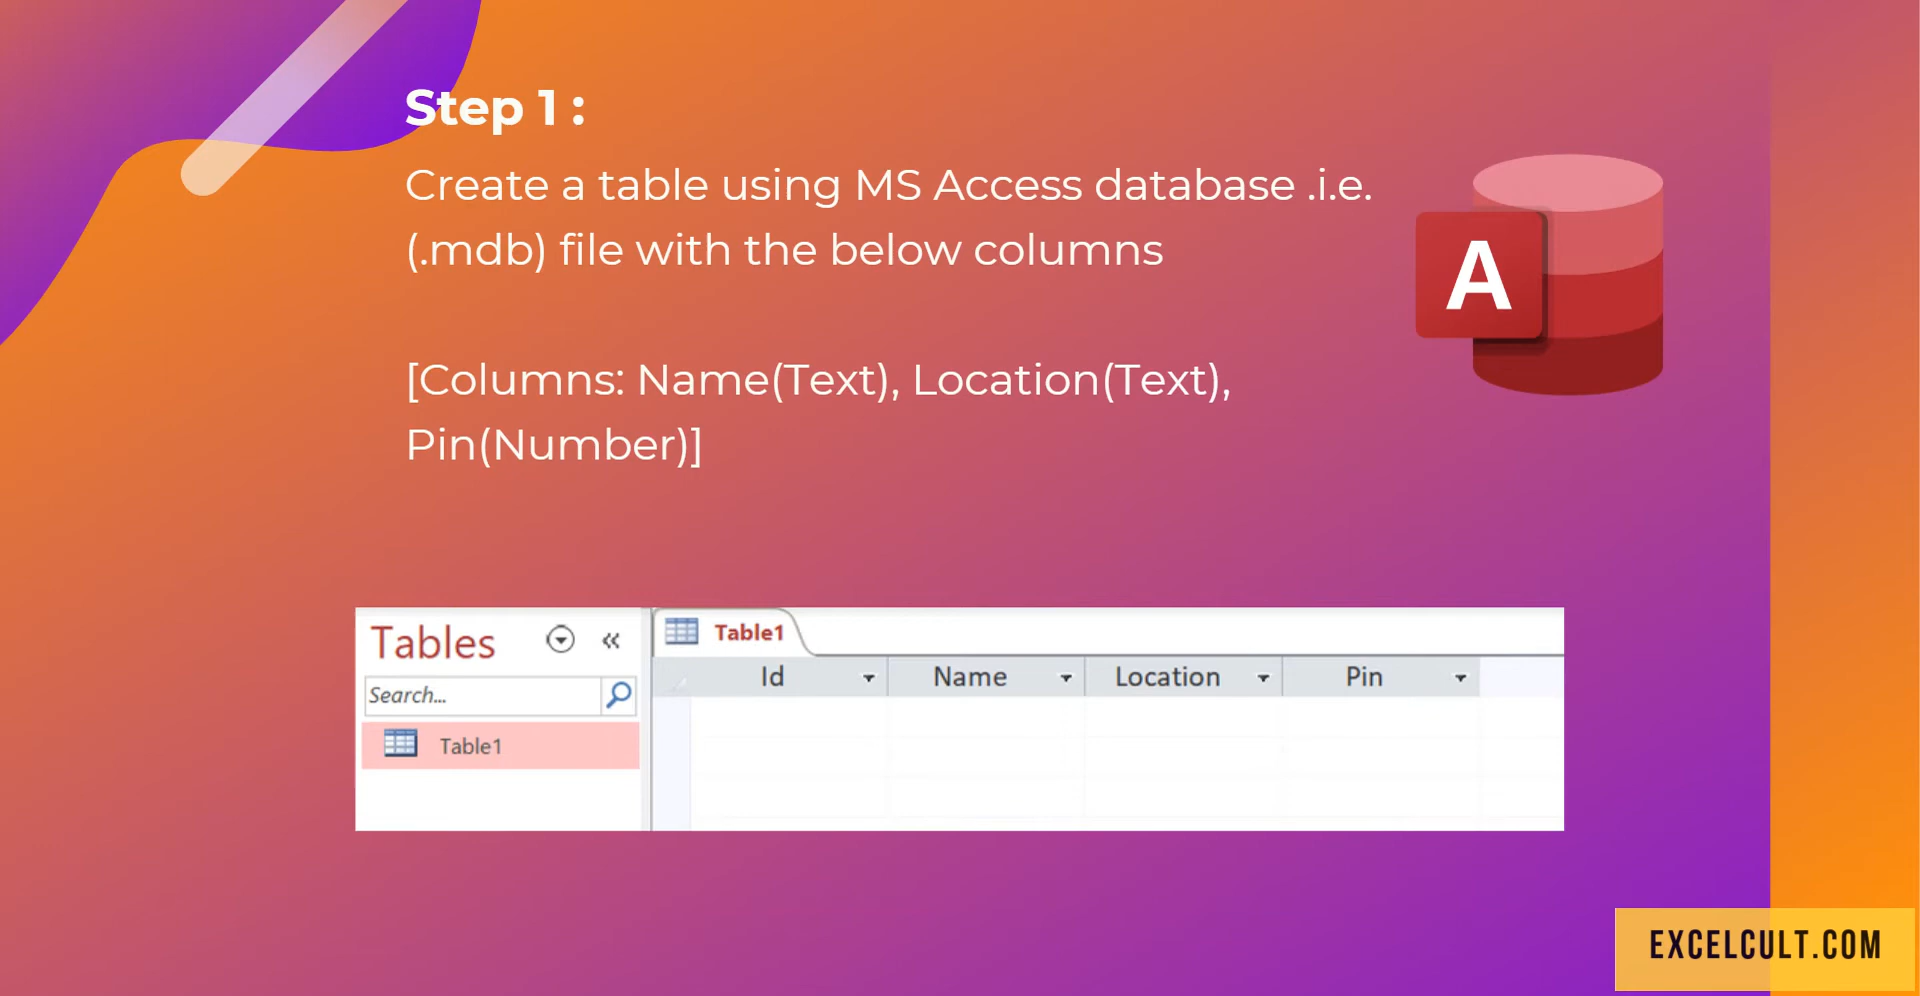 Step 1 :
Create a table using MS Access database .i.e.
(.mdb) file with the below columns
[Columns: Name(Text), Location(Text),
Pin(Number)]
A
Tables
Search...
Table1
Table1
Id Name Location Pin
EXCELCULT.COM